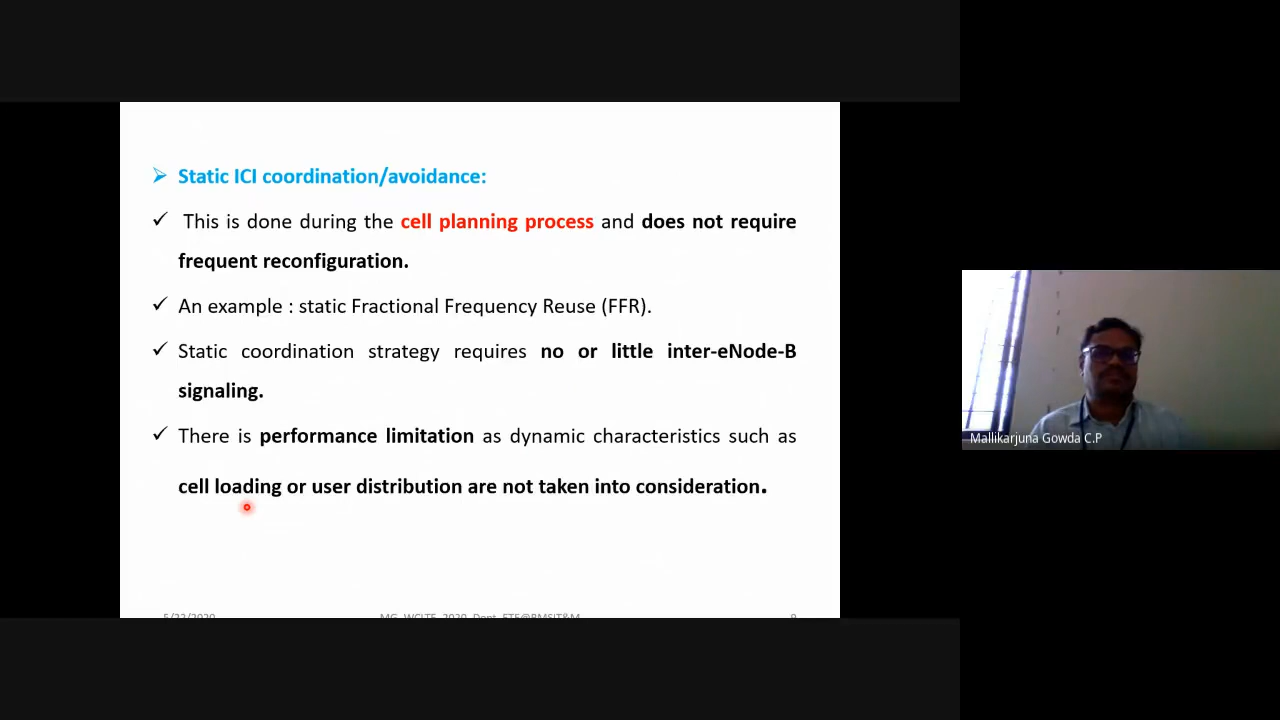 Static ICI coordination/avoidance:
This is done during the cell planning process and does not require
frequent reconfiguration.
An example : static Fractional Frequency Reuse (FFR).
Static coordination strategy requires no or little inter-eNode-B
signaling.
There is performance limitation as dynamic characteristics such as
cell loading or user distribution are not taken into consideration.
Mallikarjuna Gowda C.P